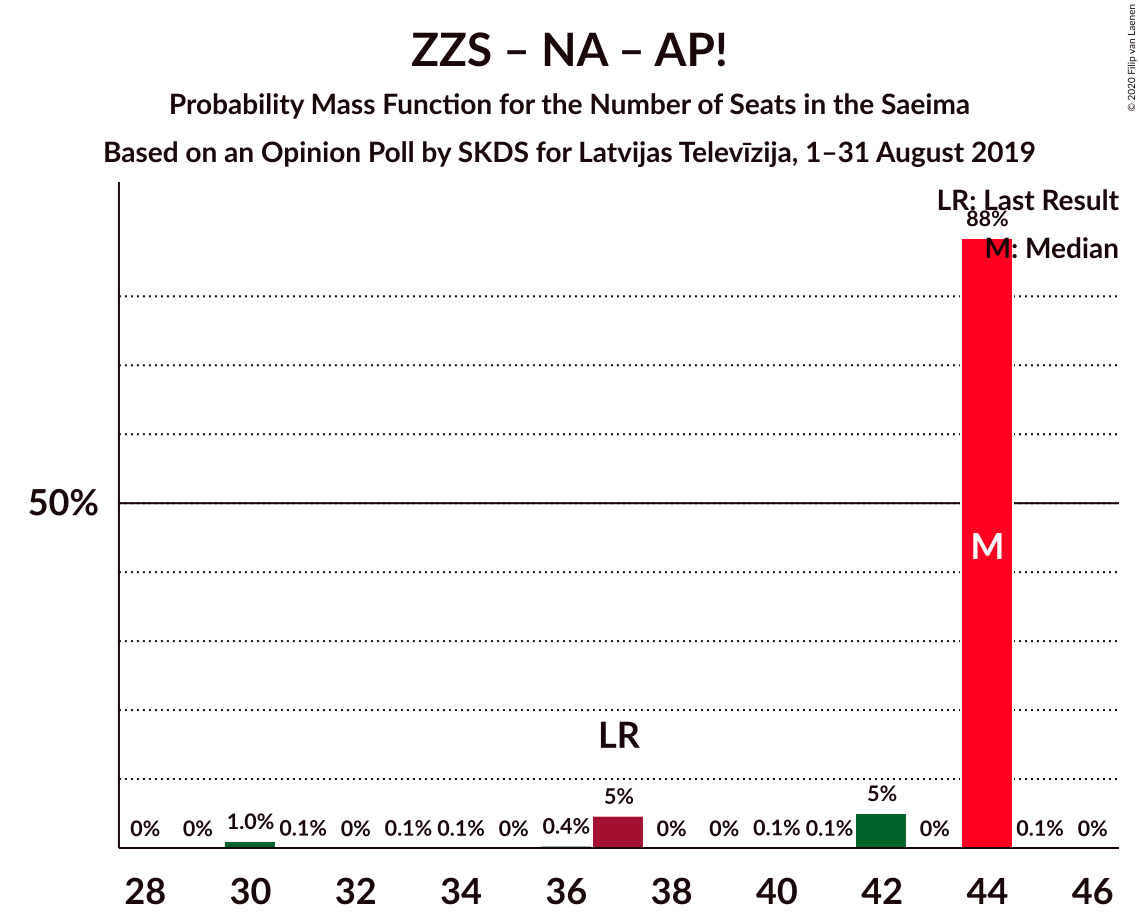 ZZS – NA – AP!
Probability Mass Function for the Number of Seats in the Saeima
Based on an Opinion Poll by SKDS for Latvijas Televīzija, 1–31 August 2019
© 2020 Filip van Laenen
LR: Last Result
88%
M: Median
50%
M
LR
0% 0% 1.0% 0.1% 0% 0.1% 0.1% 0% 0.4% 5% 0% 0% 0.1% 0.1% 5% 0% 0.1% 0%
28 30 32 34 36 38 40 42 44 46